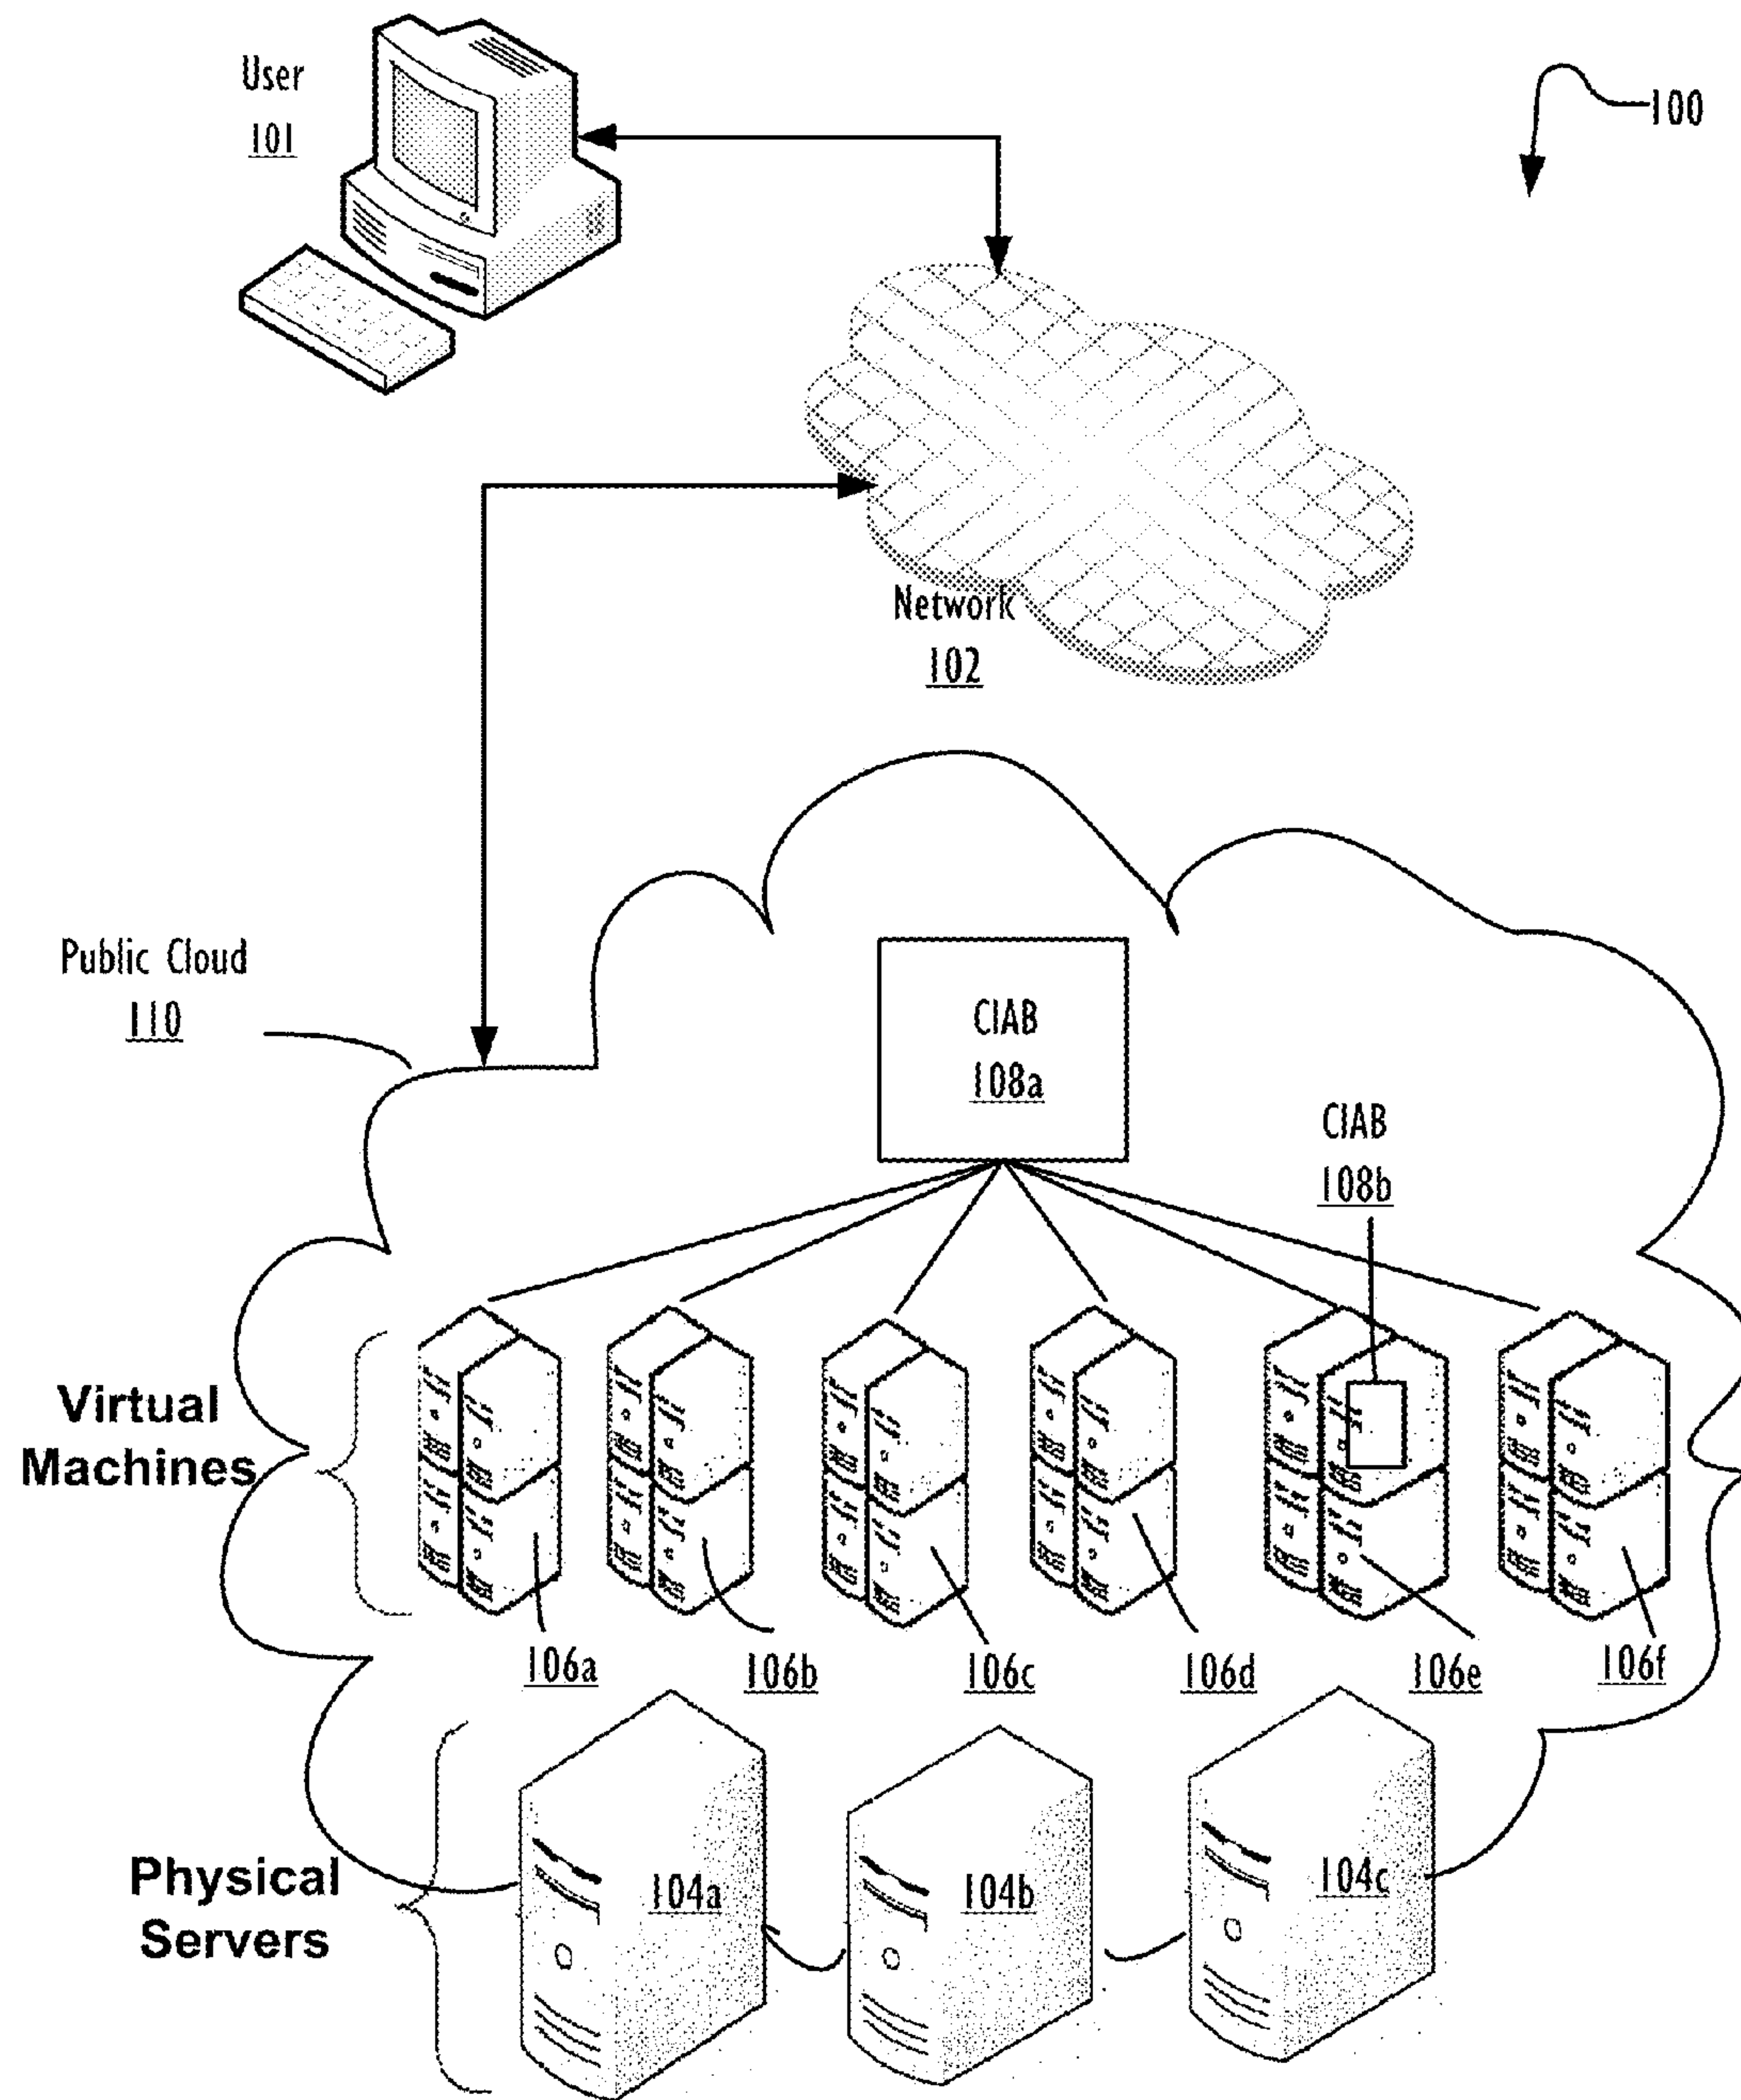 User
101
100
Network
102
Public Cloud
110
CIAB
108a
CIAB
108b
Virtual
Machines
106a
106b
106c
106d
106e
106f
Physical
Servers
104a
104b
104c